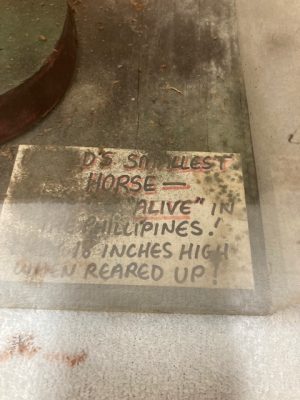 D'S SMALLEST
HORSE —
"ALIVE" IN
PHILLIPINES.!
16 INCHES HIGH
WHEN REARED UP!